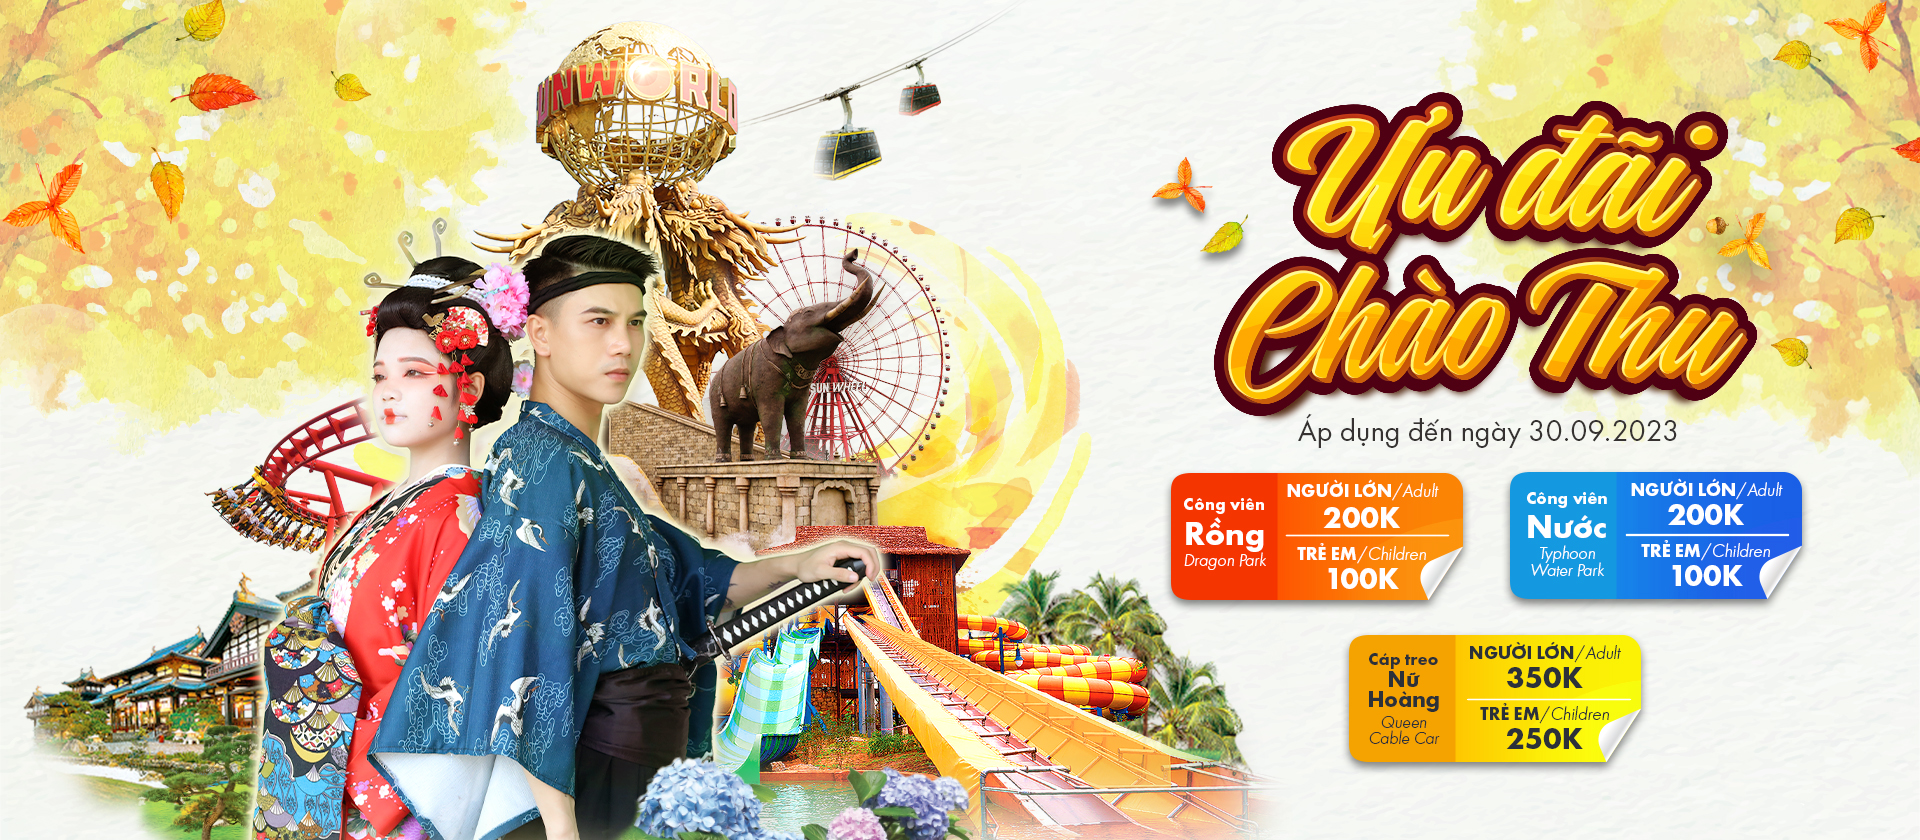 UNWORLD
SUN WHEEL
Ưu đãi
Chào Thu
Áp dụng đến ngày 30.09.2023
Công viên
Rồng
Dragon Park
NGƯỜI LỚN/Adult
200K
TRẺ EM/Children
100K
Công viên
Nước
Typhoon
Water Park
NGƯỜI LỚN/Adult
200K
TRẺ EM/Children
100K
Cáp treo
Nữ
Hoàng
Queen
Cable Car
NGƯỜI LỚN/Adult
350K
TRẺ EM/Children
250K